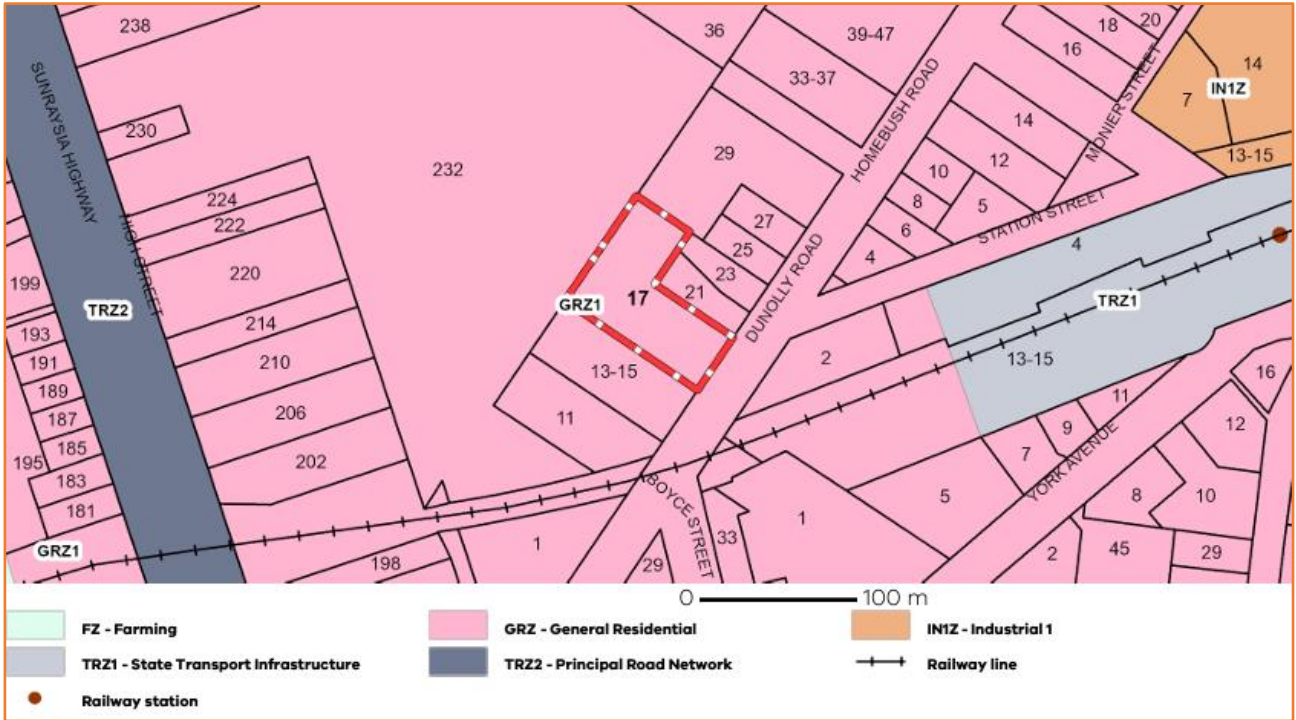 238
36
39-47
18
20
16
33-37
14
IN1Z
7
13-15
SUNRAYSIA HIGHWAY
230
HOMEBUSH ROAD
MONIER STREET
14
12
10
8
5
6
4
STATION STREET
29
232
224
222
220
HIGH STREET
27
25
23
21
17
GRZ1
DUNOLLY ROAD
4
TRZ1
199
TRZ2
193
191
189
187
185
195
183
181
214
210
206
202
13-15
11
2
13-15
16
11
9
7
12
YORK AVENUE
8
10
5
BOYCE STREET
1
33
1
29
198
GRZ1
2
45
29
0 100 m
FZ - Farming
GRZ - General Residential
IN1Z - Industrial 1
TRZ1 - State Transport Infrastructure
TRZ2 - Principal Road Network
Railway line
Railway station